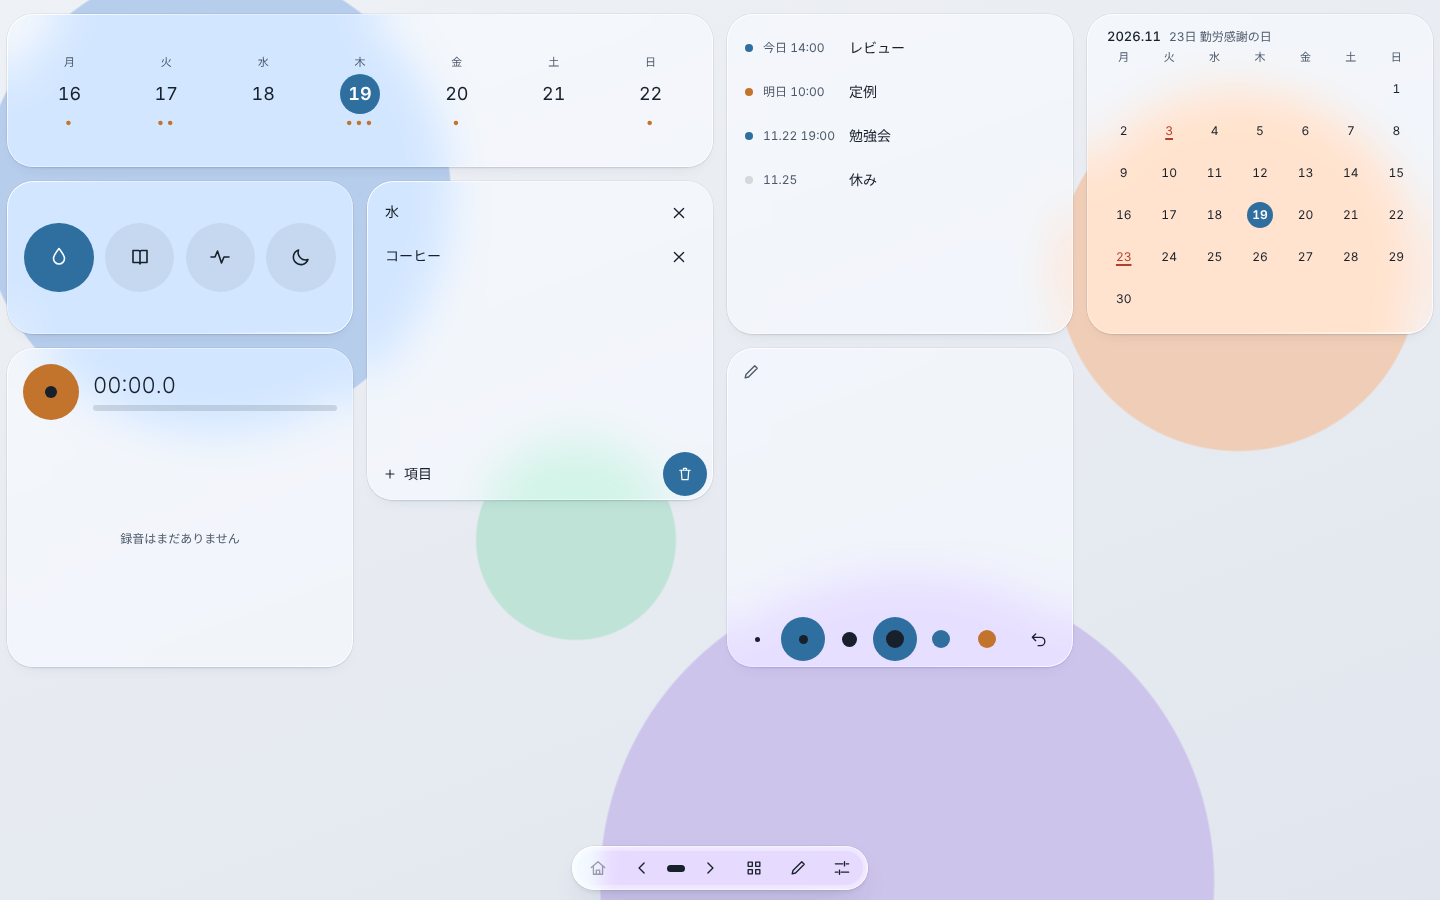 月 火 水 木 金 土 日
16 17 18 19 20 21 22
今日 14:00 レビュー
明日 10:00 定例
11.22 19:00 勉強会
11.25 休み
2026.11 23日 勤労感謝の日
月 火 水 木 金 土 日
1
2 3 4 5 6 7 8
9 10 11 12 13 14 15
16 17 18 19 20 21 22
23 24 25 26 27 28 29
30
水
コーヒー
+ 項目
00:00.0
録音はまだありません